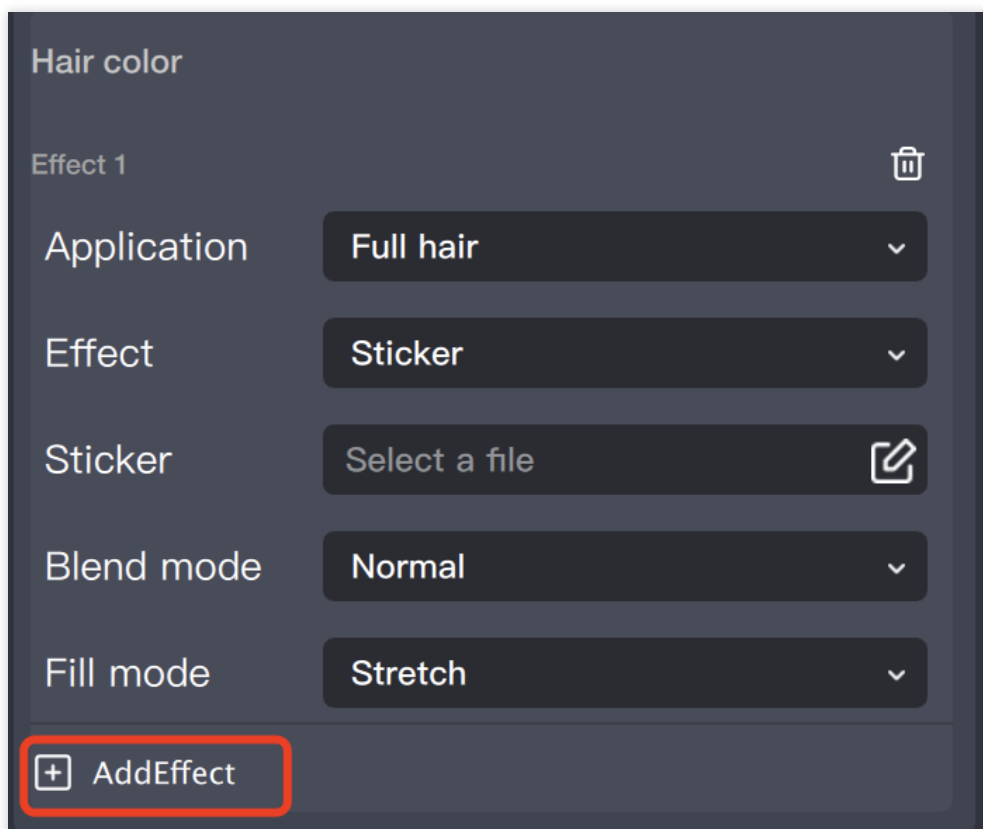 Hair color
Effect 1
Application Full hair
Effect Sticker
Sticker Select a file
Blend mode Normal
Fill mode Stretch
AddEffect